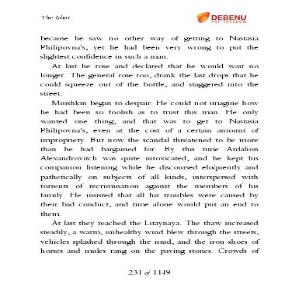 The Idiot
DEBENU
because he saw no other way of getting to Nastasia
Philipovna's, yet he had been very wrong to put the
slightest confidence in such a man.
At last he rose and declared that he would wait no
longer. The general rose too, drank the last drops that he
could squeeze out of the bottle, and staggered into the
street.
Muishkin began to despair. He could not imagine how
he had been so foolish as to trust this man. He only
wanted one thing, and that was to get to Nastasia
Philipovna's, even at the cost of a certain amount of
impropriety. But now the scandal threatened to be more
than he had bargained for. By this time Ardalion
Alexandrovitch was quite intoxicated, and he kept his
companion listening while he discoursed eloquently and
pathetically on subjects of all kinds, interspersed with
torrents of recrimination against the members of his
family. He insisted that all his troubles were caused by
their bad conduct, and time alone would put an end to
them.
At last they reached the Litaynaya. The thaw increased
steadily, a warm, unhealthy wind blew through the streets,
vehicles splashed through the mud, and the iron shoes of
horses and mules rang on the paving stones. Crowds of
231 of 1149